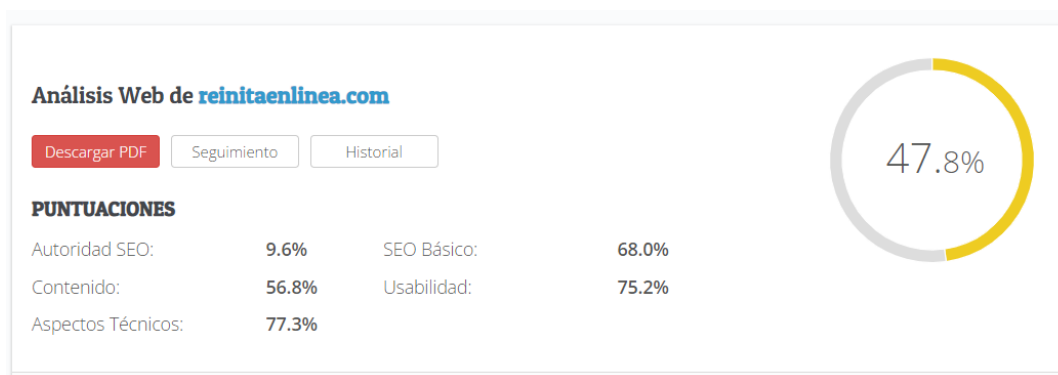 Análisis Web de reinitaenlinea.com
Descargar PDF Seguimiento Historial
47.8%
PUNTUACIONES
Autoridad SEO: 9.6% SEO Básico: 68.0%
Contenido: 56.8% Usabilidad: 75.2%
Aspectos Técnicos: 77.3%